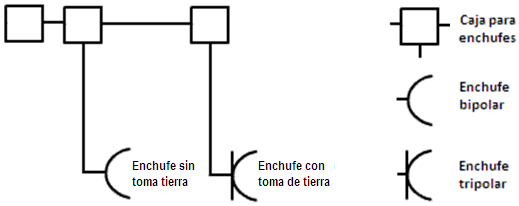 Caja para
enchufes
Enchufe
bipolar
Enchufe sin
toma tierra
Enchufe con
toma de tierra
Enchufe
tripolar